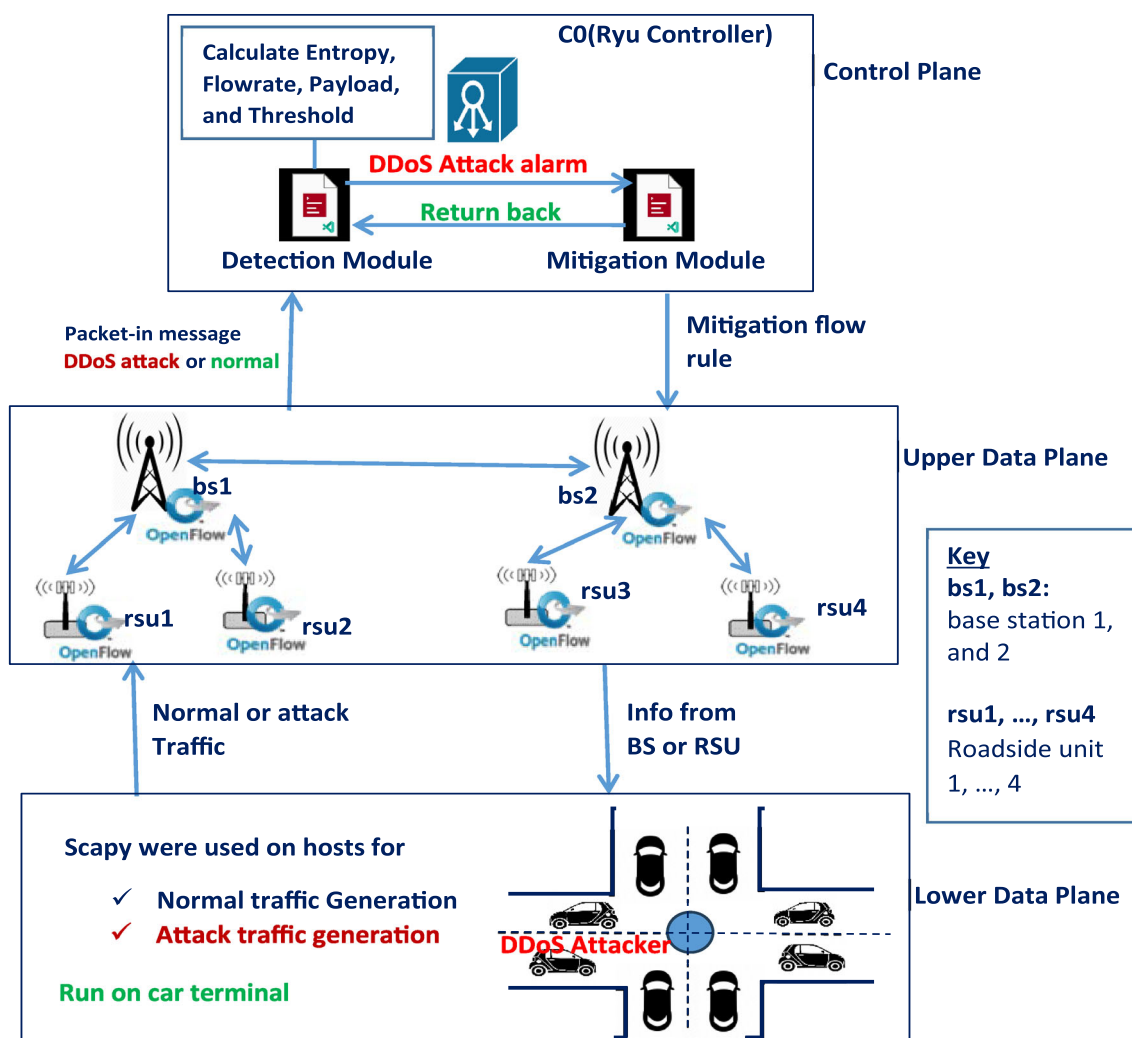 C0(Ryu Controller)
Calculate Entropy,
Flowrate, Payload,
and Threshold
Control Plane
DDoS Attack alarm
Return back
Detection Module
Mitigation Module
Packet-in message
DDoS attack or normal
Mitigation flow
rule
Upper Data Plane
bs1
bs2
OpenFlow
OpenFlow
rsu1
rsu2
rsu3
rsu4
OpenFlow
OpenFlow
OpenFlow
OpenFlow
Key
bs1, bs2:
base station 1,
and 2
rsu1, ..., rsu4
Roadside unit
1, ..., 4
Normal or attack
Traffic
Info from
BS or RSU
Scapy were used on hosts for
✓ Normal traffic Generation
✓ Attack traffic generation
Run on car terminal
DDoS Attacker
Lower Data Plane